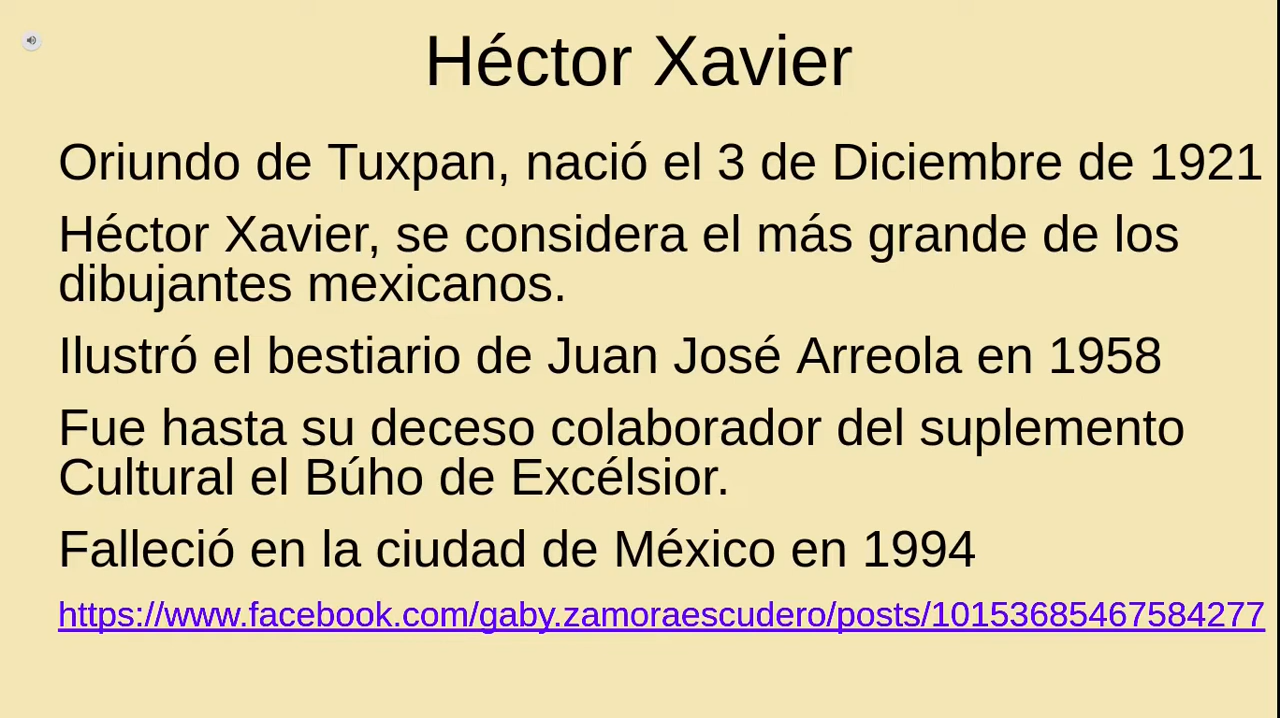 Héctor Xavier
Oriundo de Tuxpan, nació el 3 de Diciembre de 1921
Héctor Xavier, se considera el más grande de los
dibujantes mexicanos.
Ilustró el bestiario de Juan José Arreola en 1958
Fue hasta su deceso colaborador del suplemento
Cultural el Búho de Excélsior.
Falleció en la ciudad de México en 1994
https://www.facebook.com/gaby.zamoraescudero/posts/10153685467584277